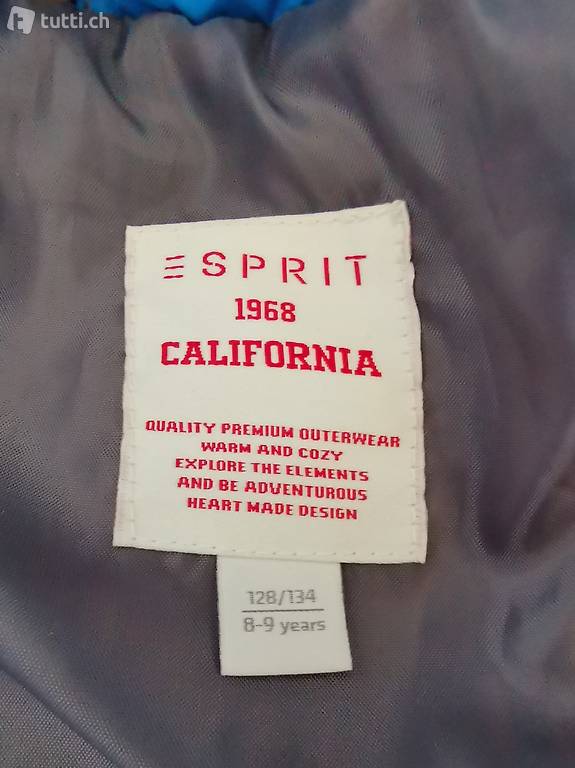 tutti.ch
ESPRIT
1968
CALIFORNIA
QUALITY PREMIUM OUTERWEAR
WARM AND COZY
EXPLORE THE ELEMENTS
AND BE ADVENTUROUS
HEART MADE DESIGN
128/134
8-9 years